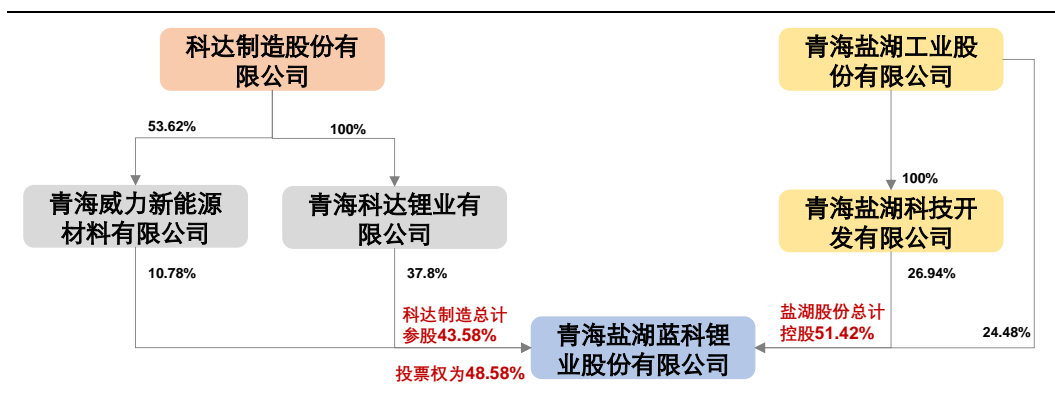 科达制造股份有
限公司
青海盐湖工业股
份有限公司
53.62%
100%
100%
青海威力新能源
材料有限公司
青海科达锂业有
限公司
青海盐湖科技开
发有限公司
10.78%
37.8%
26.94%
科达制造总计
参股43.58%
盐湖股份总计
控股51.42%
24.48%
青海盐湖蓝科锂
业股份有限公司
投票权为48.58%